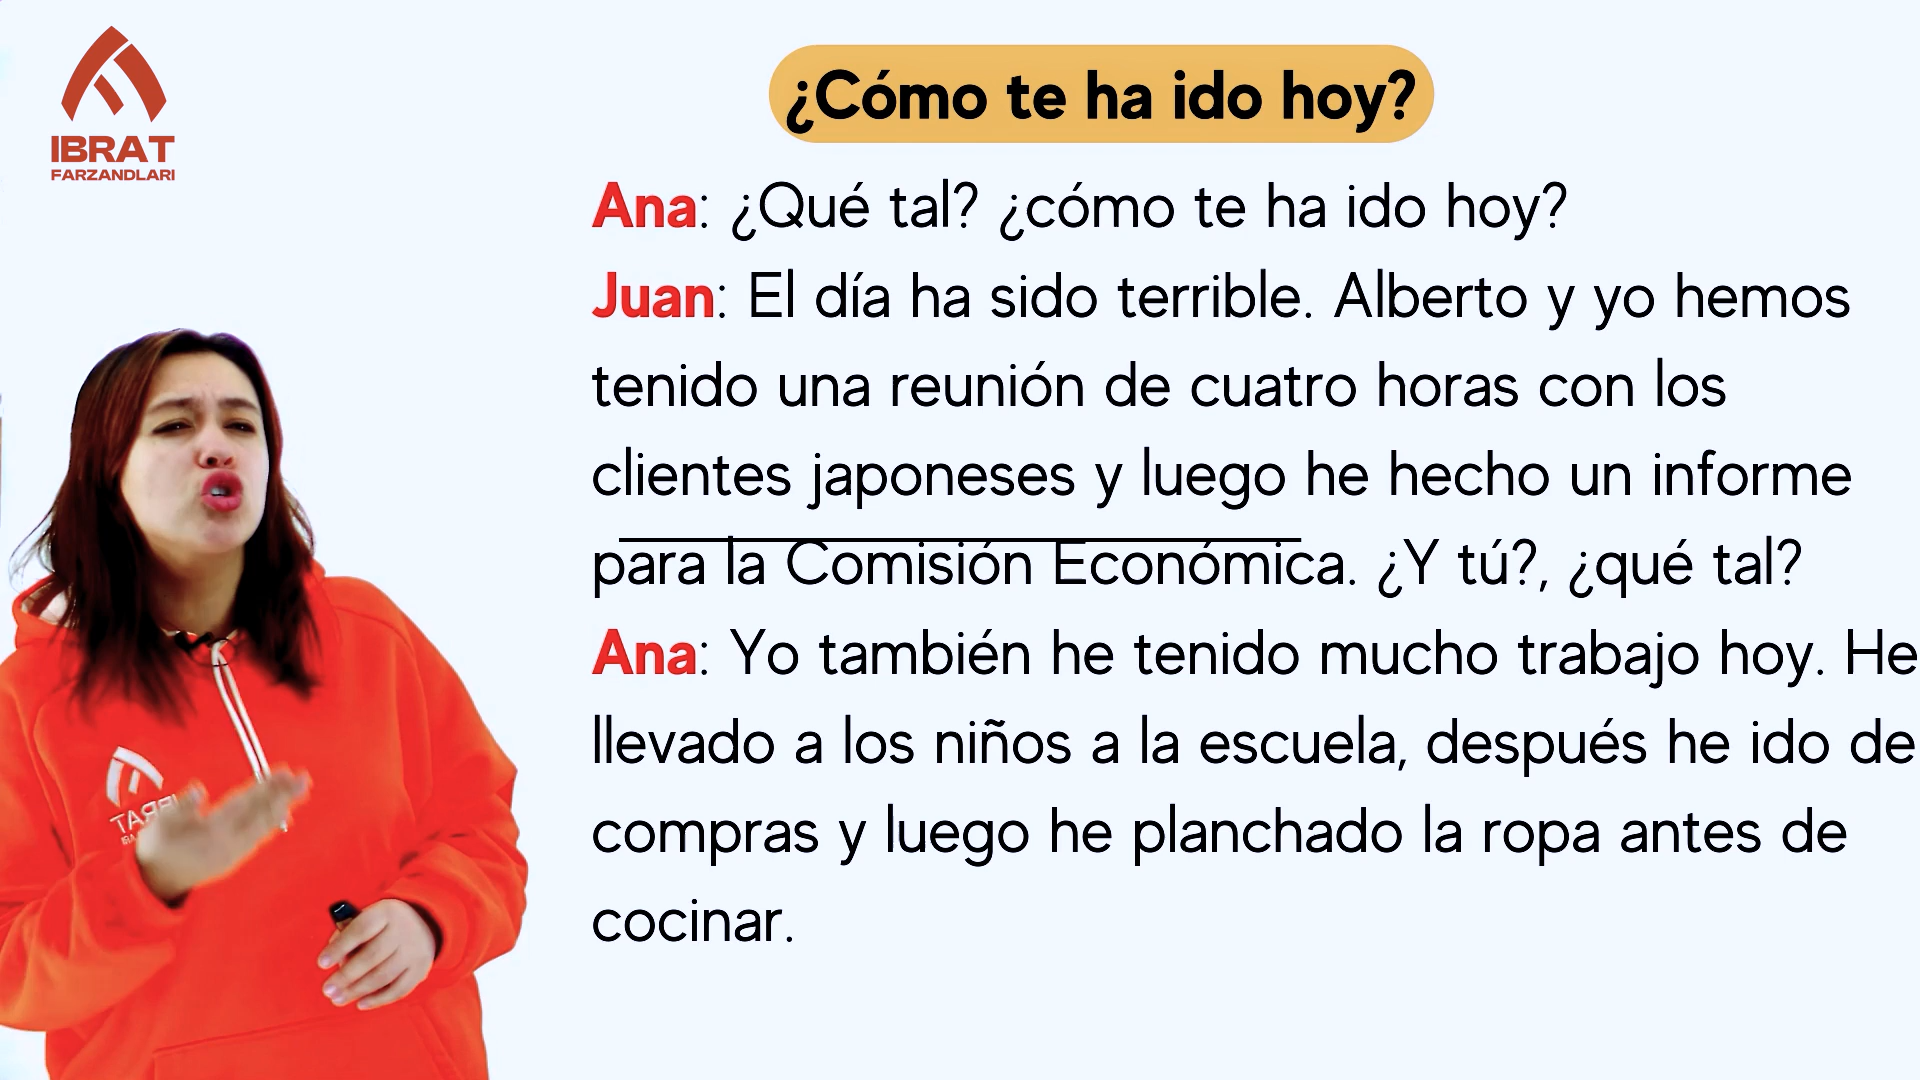 IBRAT
FARZANDLARI
¿Cómo te ha ido hoy?
Ana: ¿Qué tal? ¿cómo te ha ido hoy?
Juan: El día ha sido terrible. Alberto y yo hemos
tenido una reunión de cuatro horas con los
clientes japoneses y luego he hecho un informe
para la Comisión Económica. ¿Y tú?, ¿qué tal?
Ana: Yo también he tenido mucho trabajo hoy. He
llevado a los niños a la escuela, después he ido de
compras y luego he planchado la ropa antes de
cocinar.